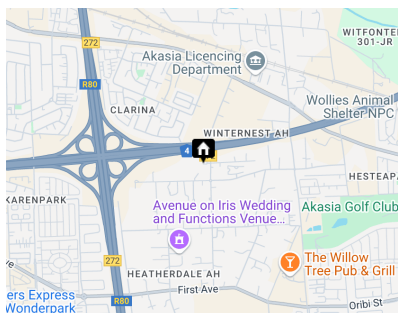 WITFONTEIN
301-JR
272
Akasia Licencing
Department
R80
Wollies Animal
Shelter NPC
CLARINA
WINTERNEST AH
4
HESTEAPA
KARENPARK
Avenue on Iris Wedding
and Functions Venue...
Akasia Golf Club
The Willow
Tree Pub & Grill
272
HEATHERDALE AH
First Ave
ers Express
Wonderpark
R80
Oribi St